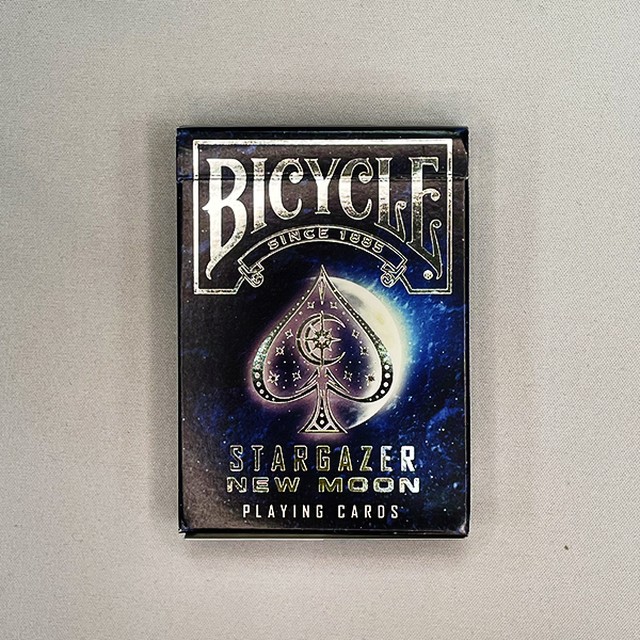 BICYCLE
SINCE 1885
®
STARGAZER
NEW MOON
PLAYING CARDS